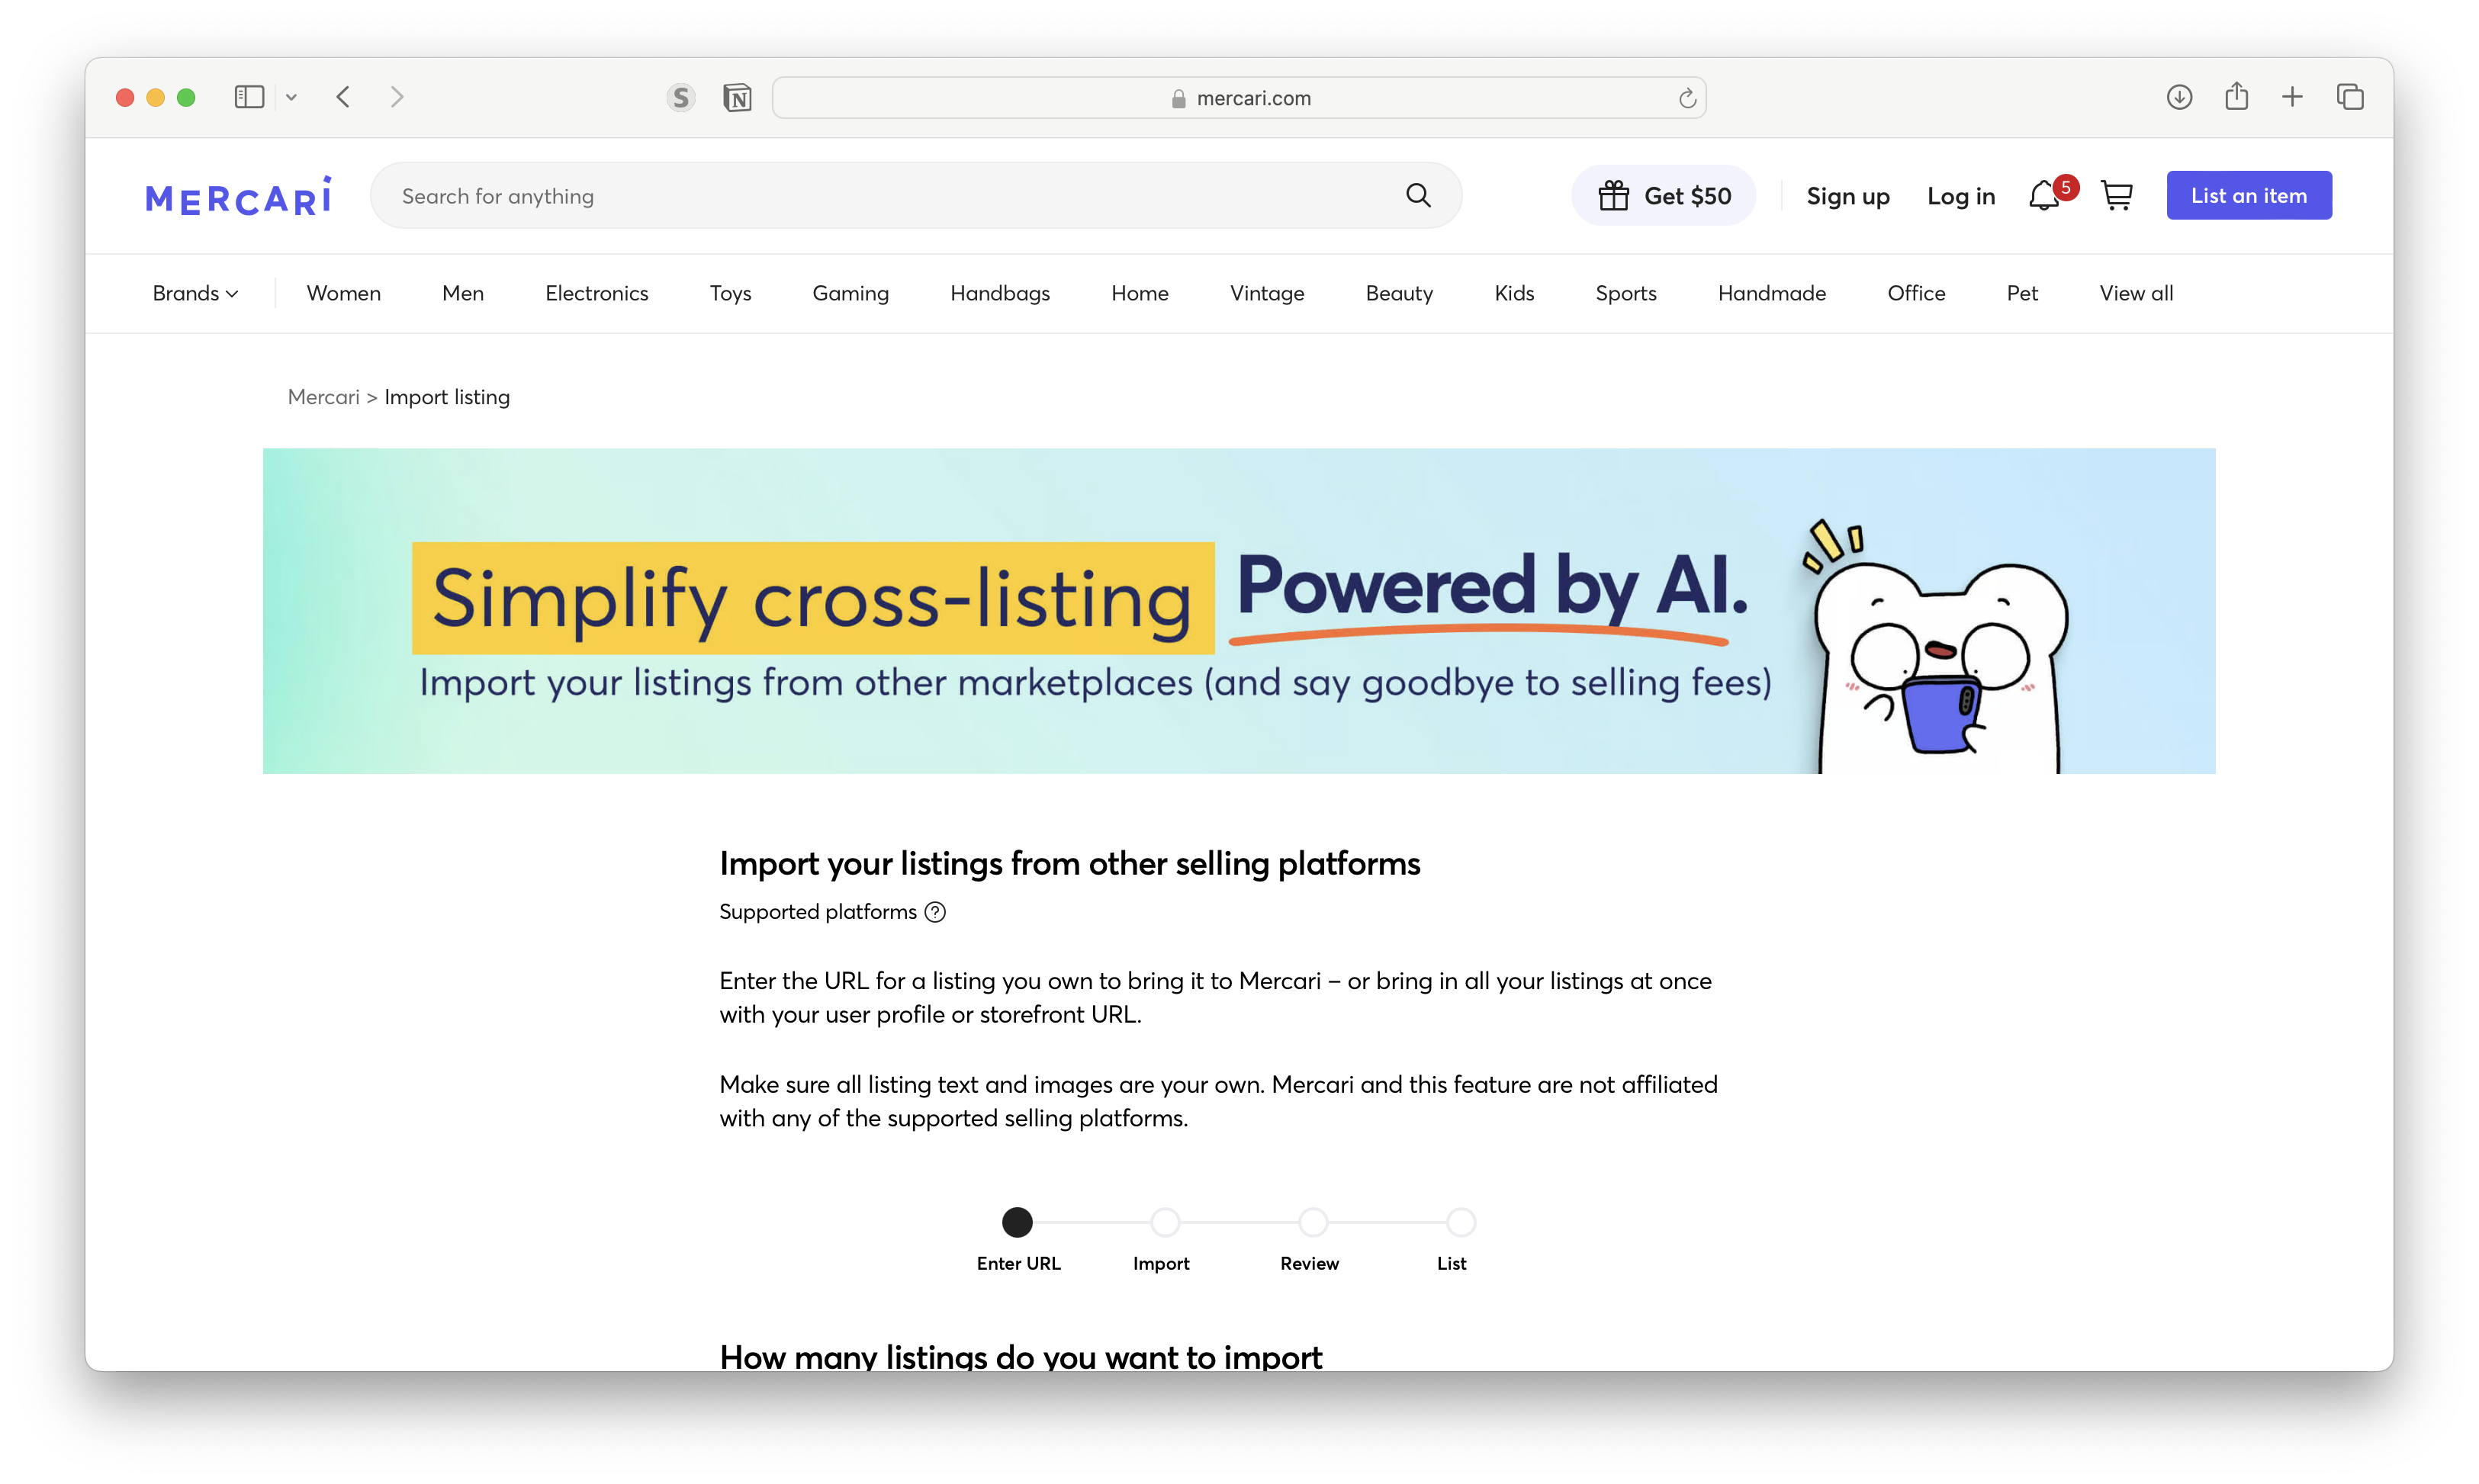 S N mercari.com
MERCARI Search for anything Get $50 Sign up Log in 5 List an item
Brands Women Men Electronics Toys Gaming Handbags Home Vintage Beauty Kids Sports Handmade Office Pet View all
Mercari > Import listing
Simplify cross-listing Powered by AI.
Import your listings from other marketplaces (and say goodbye to selling fees)
Import your listings from other selling platforms
Supported platforms ?
Enter the URL for a listing you own to bring it to Mercari – or bring in all your listings at once
with your user profile or storefront URL.
Make sure all listing text and images are your own. Mercari and this feature are not affiliated
with any of the supported selling platforms.
Enter URL Import Review List
How many listings do you want to import